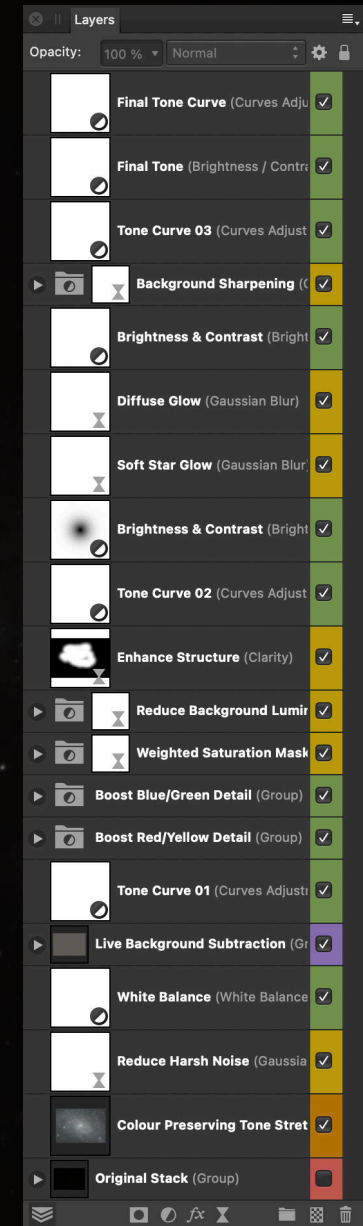 Layers
Opacity: 100 % Normal
Final Tone Curve (Curves Adju
Final Tone (Brightness / Contra
Tone Curve 03 (Curves Adjust
Background Sharpening (
Brightness & Contrast (Bright
Diffuse Glow (Gaussian Blur)
Soft Star Glow (Gaussian Blur
Brightness & Contrast (Bright
Tone Curve 02 (Curves Adjust
Enhance Structure (Clarity)
Reduce Background Lumin
Weighted Saturation Mask
Boost Blue/Green Detail (Group)
Boost Red/Yellow Detail (Group)
Tone Curve 01 (Curves Adjustr
Live Background Subtraction (Gr
White Balance (White Balance
Reduce Harsh Noise (Gaussia
Colour Preserving Tone Stret
Original Stack (Group)
fx